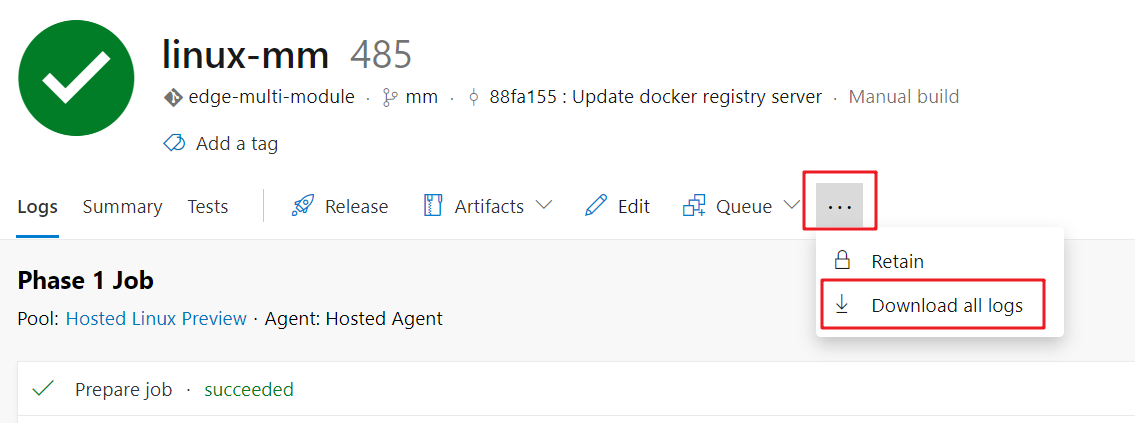 linux-mm 485
edge-multi-module · mm · 88fa155 : Update docker registry server · Manual build
Add a tag
Logs Summary Tests Release Artifacts Edit Queue ...
Retain
Download all logs
Phase 1 Job
Pool: Hosted Linux Preview · Agent: Hosted Agent
Prepare job · succeeded